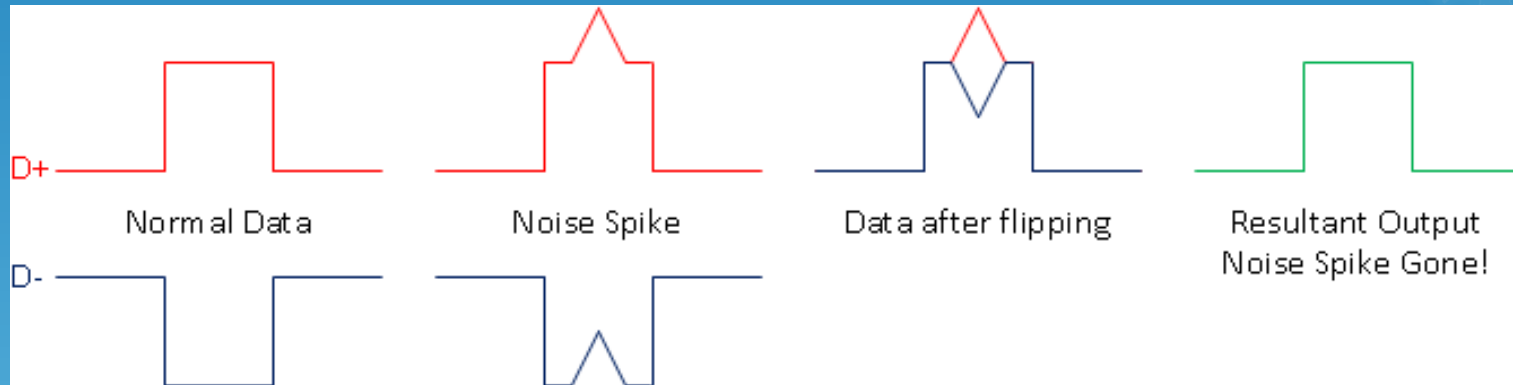 D+
Normal Data
Noise Spike
Data after flipping
Resultant Output
Noise Spike Gone!
D-